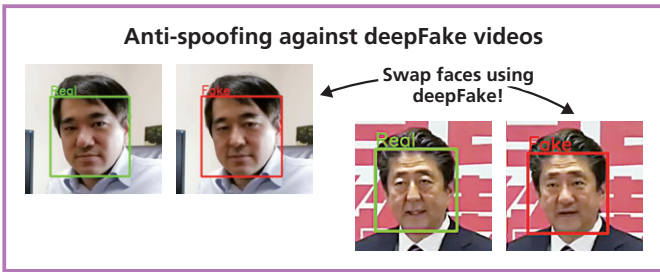 Anti-spoofing against deepFake videos
Real
Fake
Swap faces using
deepFake!
Real
Fake